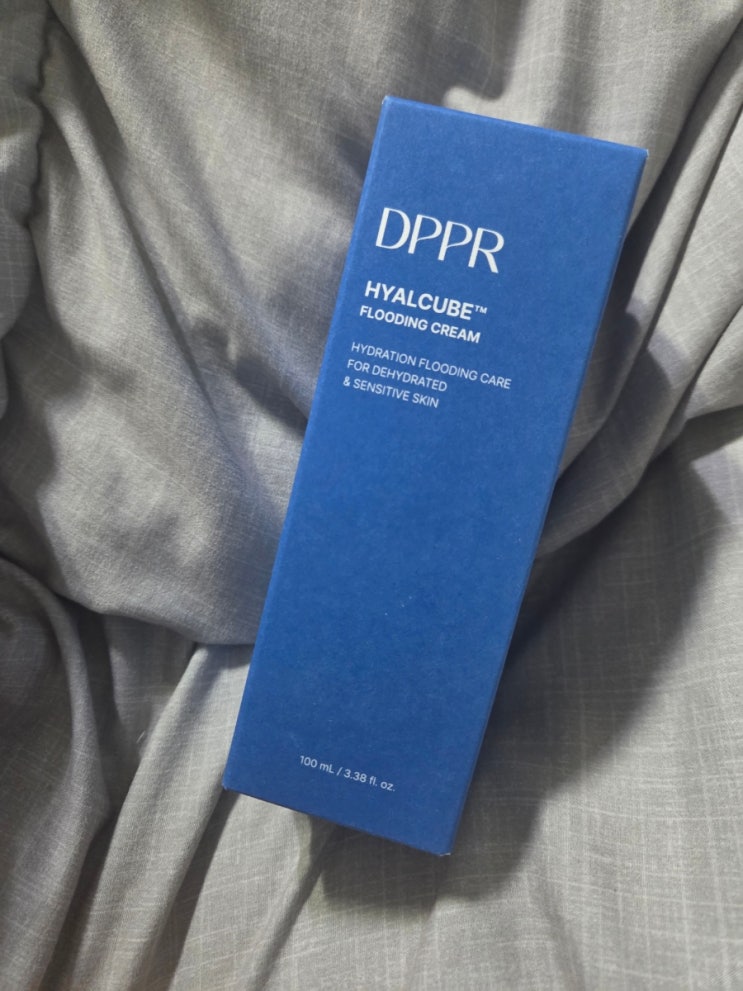 DPPR
HYALCUBE™
FLOODING CREAM
HYDRATION FLOODING CARE
FOR DEHYDRATED
& SENSITIVE SKIN
100 mL / 3.38 fl. oz.